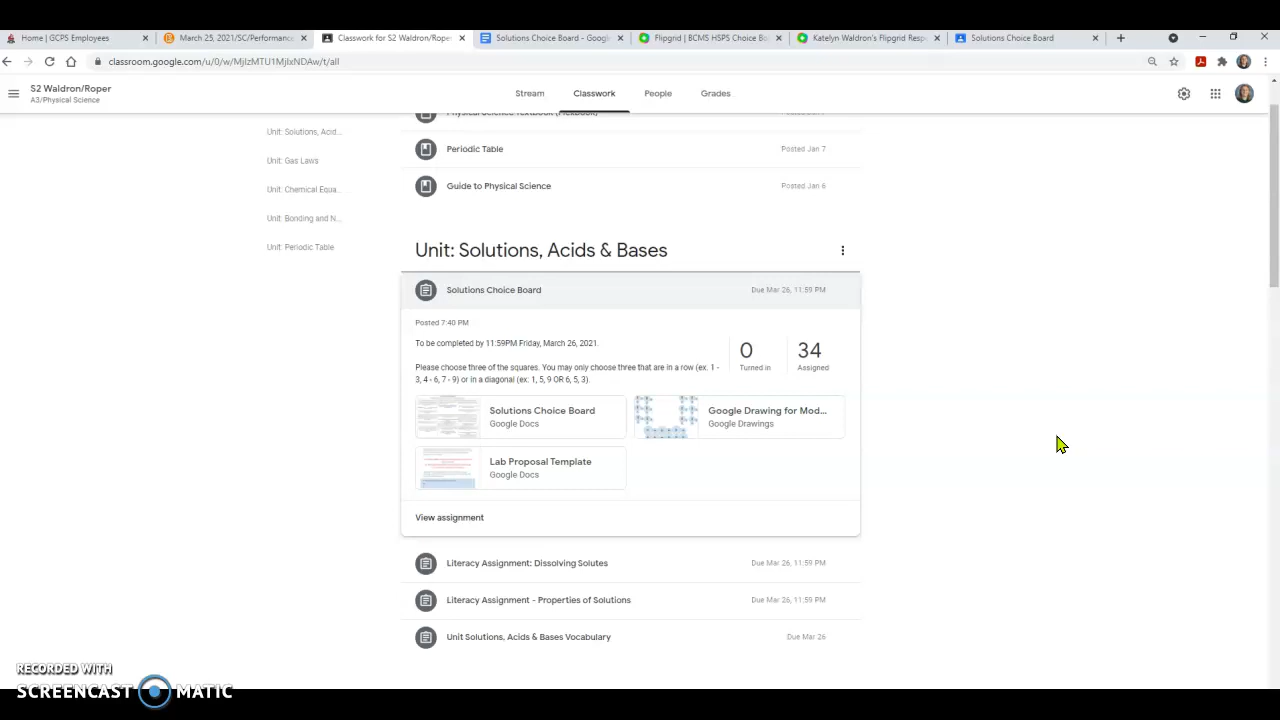 Home | GCPS Employees
March 25, 2021/SC/Performance
Classwork for S2 Waldron/Roper
Solutions Choice Board - Googl
Flipgrid | BCMS HSPS Choice Bo
Katelyn Waldron's Flipgrid Resp
Solutions Choice Board
classroom.google.com/u/0/w/MjIzMTU1MjIxNDAw/t/all
S2 Waldron/Roper
A3/Physical Science
Stream
Classwork
People
Grades
Physical Science Textbook (Flexbook)
Unit: Solutions, Acid...
Periodic Table
Posted Jan 7
Unit: Gas Laws
Guide to Physical Science
Posted Jan 6
Unit: Chemical Equa...
Unit: Bonding and N...
Unit: Periodic Table
Unit: Solutions, Acids & Bases
Solutions Choice Board
Due Mar 26, 11:59 PM
Posted 7:40 PM
To be completed by 11:59PM Friday, March 26, 2021.
0
Turned in
34
Assigned
Please choose three of the squares. You may only choose three that are in a row (ex. 1 -
3, 4 - 6, 7 - 9) or in a diagonal (ex: 1, 5, 9 OR 6, 5, 3).
Solutions Choice Board
Google Docs
Google Drawing for Mod...
Google Drawings
Lab Proposal Template
Google Docs
View assignment
Literacy Assignment: Dissolving Solutes
Due Mar 26, 11:59 PM
Literacy Assignment - Properties of Solutions
Due Mar 26, 11:59 PM
Unit Solutions, Acids & Bases Vocabulary
Due Mar 26
RECORDED WITH
SCREENCAST MATIC